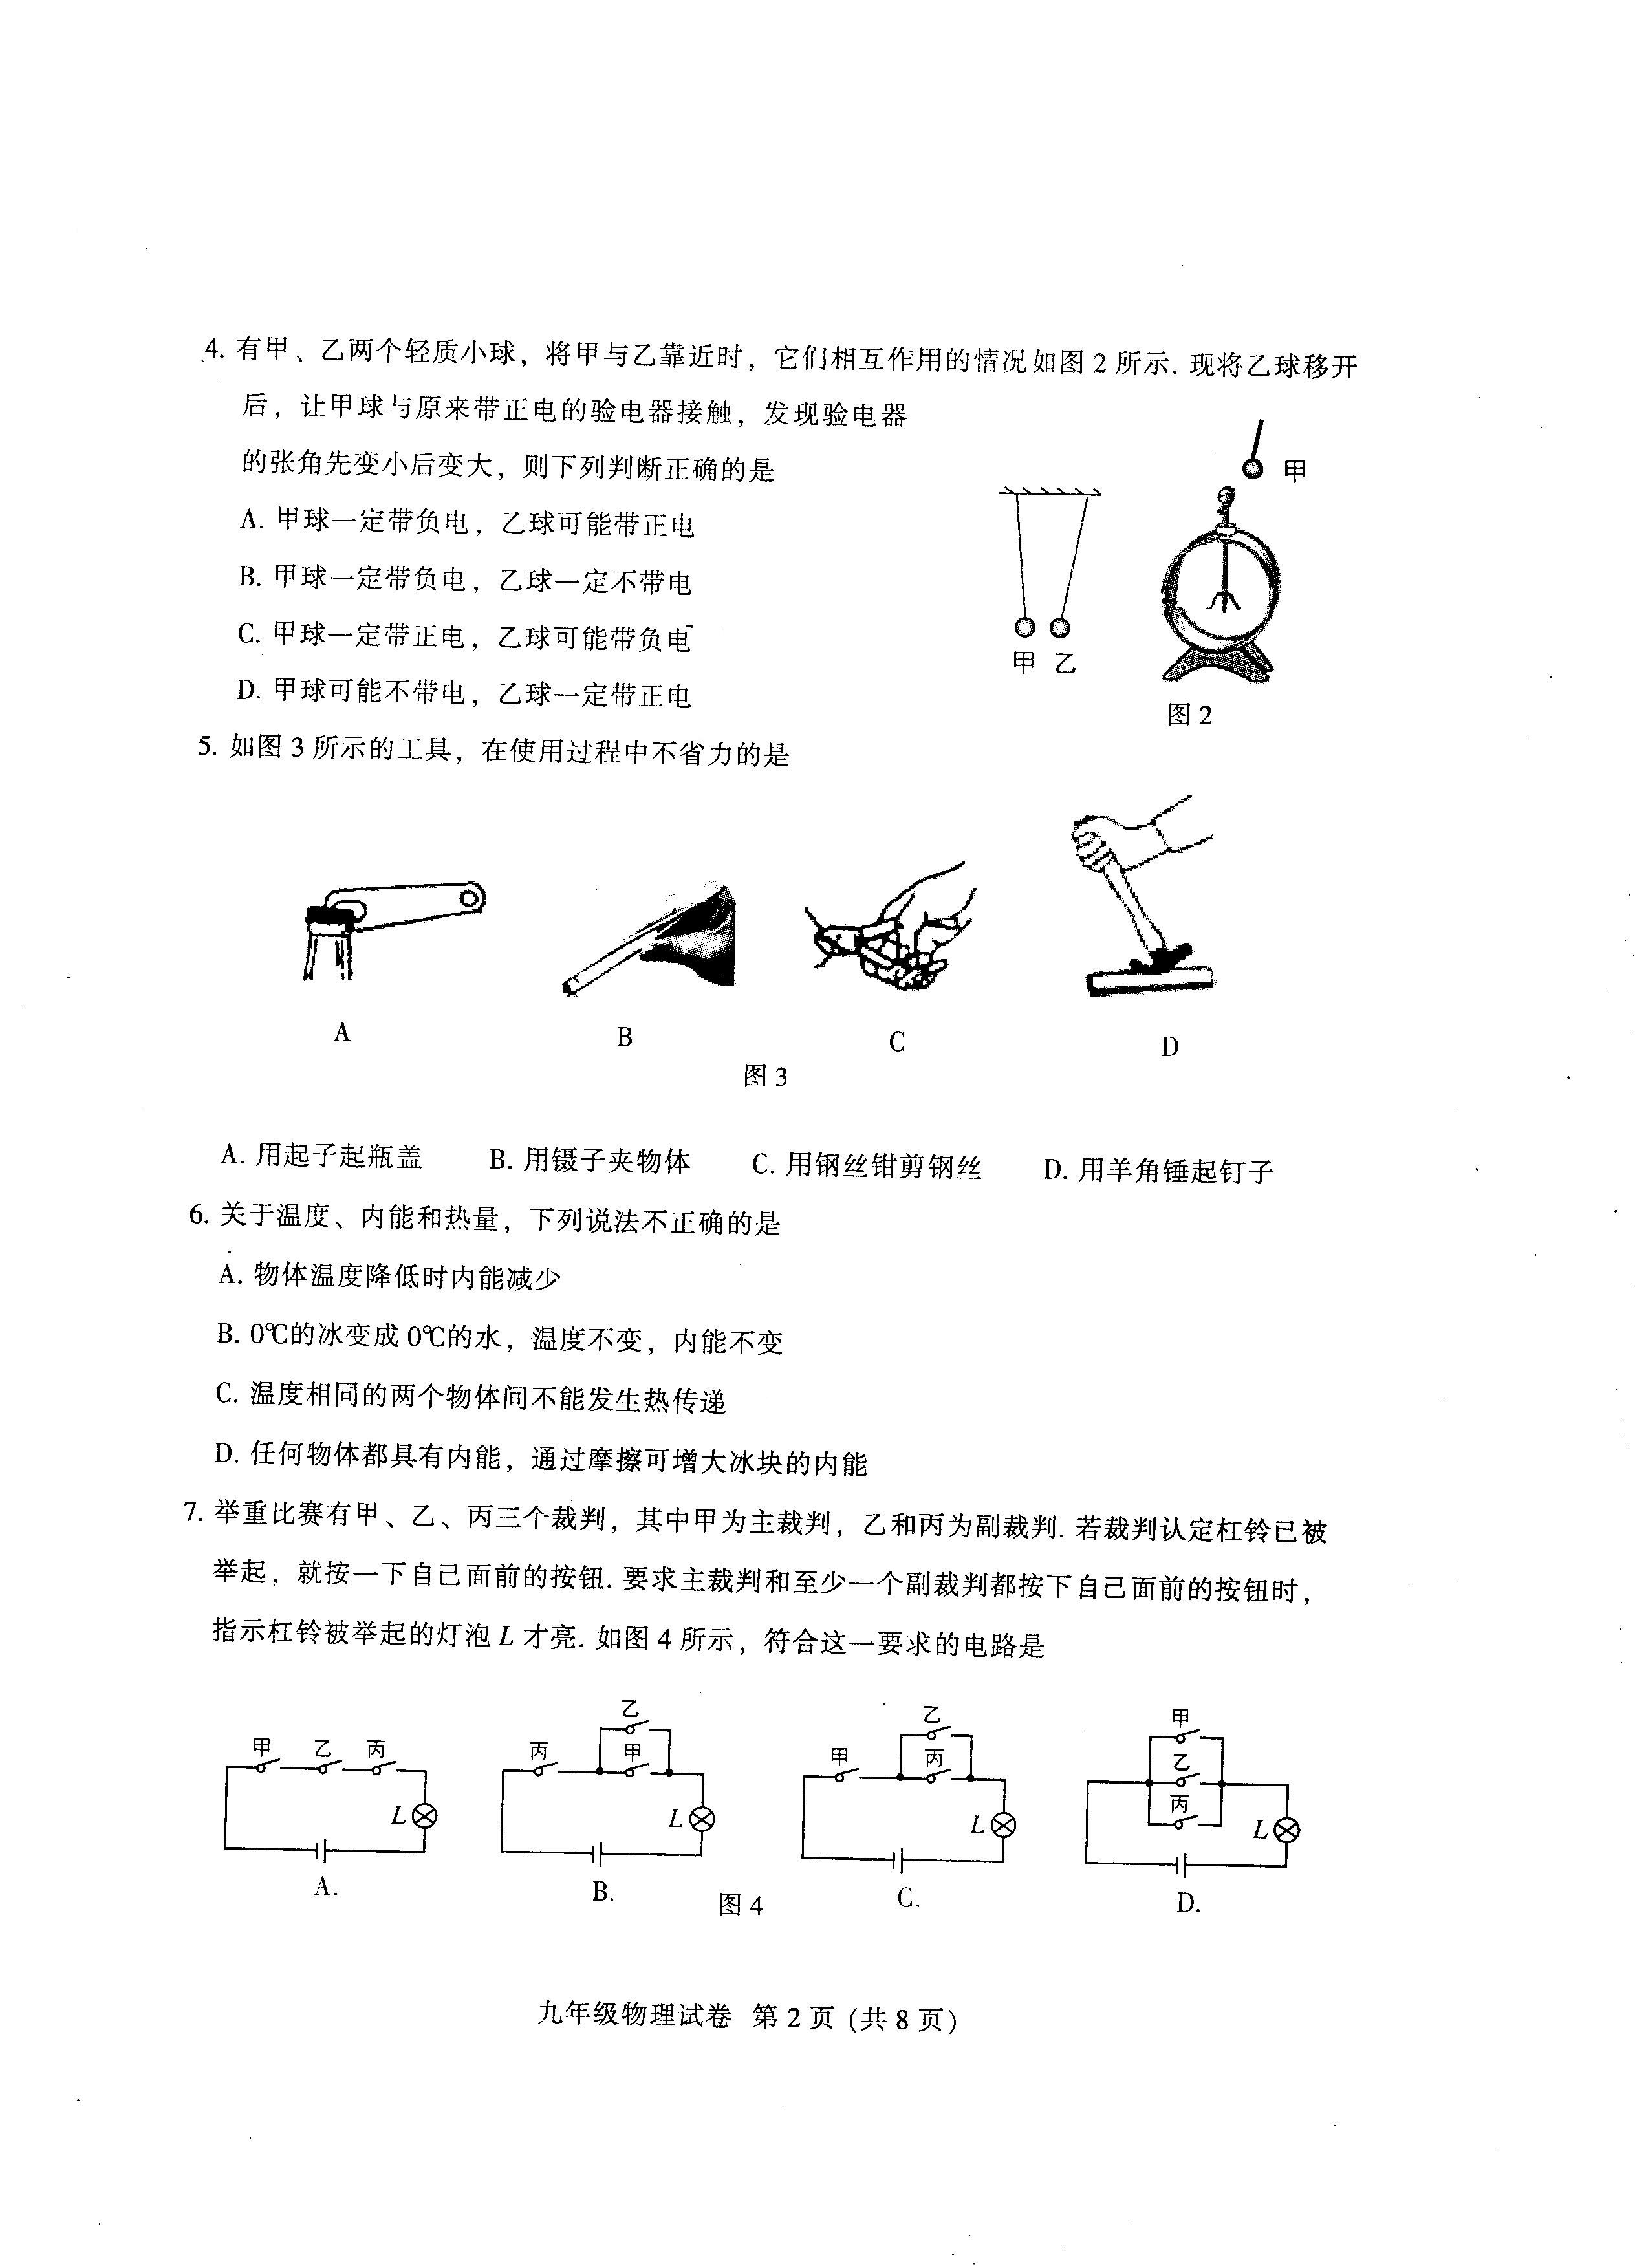 4. 有甲、乙两个轻质小球，将甲与乙靠近时，它们相互作用的情况如图 2 所示. 现将乙球移开
后，让甲球与原来带正电的验电器接触，发现验电器
的张角先变小后变大，则下列判断正确的是
A. 甲球一定带负电，乙球可能带正电
B. 甲球一定带负电，乙球一定不带电
C. 甲球一定带正电，乙球可能带负电
D. 甲球可能不带电，乙球一定带正电
甲
甲 乙
图 2
5. 如图 3 所示的工具，在使用过程中不省力的是
A B C D
图 3
A. 用起子起瓶盖 B. 用镊子夹物体 C. 用钢丝钳剪钢丝 D. 用羊角锤起钉子
6. 关于温度、内能和热量，下列说法不正确的是
A. 物体温度降低时内能减少
B. 0℃的冰变成 0℃的水，温度不变，内能不变
C. 温度相同的两个物体间不能发生热传递
D. 任何物体都具有内能，通过摩擦可增大冰块的内能
7. 举重比赛有甲、乙、丙三个裁判，其中甲为主裁判，乙和丙为副裁判. 若裁判认定杠铃已被
举起，就按一下自己面前的按钮. 要求主裁判和至少一个副裁判都按下自己面前的按钮时，
指示杠铃被举起的灯泡 L 才亮. 如图 4 所示，符合这一要求的电路是
甲 乙 丙
L
A.
乙
丙 甲
L
B.
乙
甲 丙
L
C.
甲
乙
丙
L
D.
图 4
九年级物理试卷 第 2 页 (共 8 页)